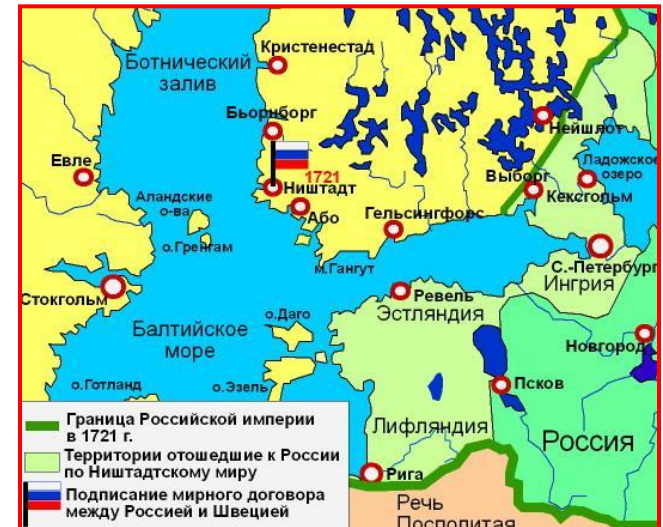 Ботнический
залив
Кристенестад
Бьорнборг
Нейшлот
Ладожское
озеро
Евле
1721
Ништадт
Выборг
Кексгольм
Аландские
о-ва
Або
Гельсингфорс
о.Гренгам
м.Гангут
С.-Петербург
Ингрия
Стокгольм
Ревель
Эстляндия
о.Даго
Балтийское
море
Новгород
о.Готланд
о.Эзель
Псков
Лифляндия
Россия
Рига
Речь
Посполитая
Граница Российской империи
в 1721 г.
Территории отошедшие к России
по Ништадтскому миру
Подписание мирного договора
между Россией и Швецией